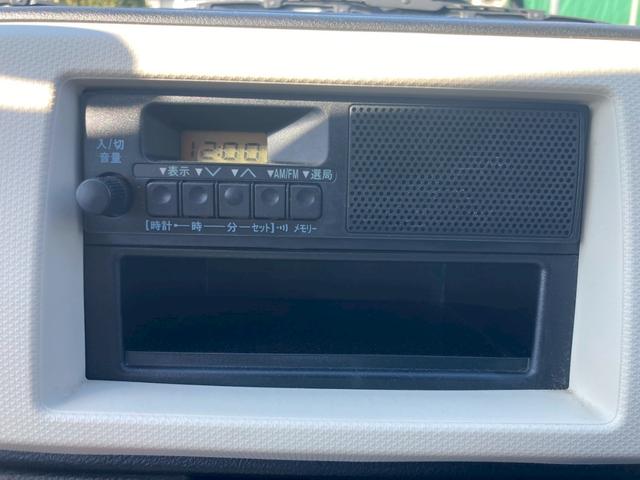 入/切
音量
12:00
▼表示 ▼＼／ ▼／＼ ▼AM/FM ▼選局
[時計 時 分 セット] メモリー